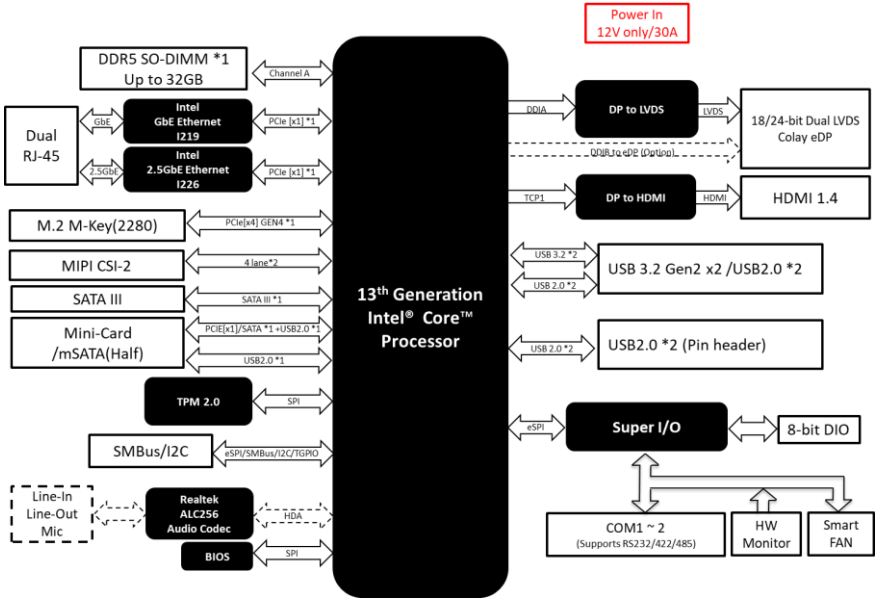 Power In
12V only/30A
DDR5 SO-DIMM *1
Up to 32GB
Channel A
Dual
RJ-45
GbE
Intel
GbE Ethernet
I219
PCIe [x1] *1
2.5GbE
Intel
2.5GbE Ethernet
I226
PCIe [x1] *1
M.2 M-Key(2280)
PCIe[x4] GEN4 *1
MIPI CSI-2
4 lane*2
SATA III
SATA III *1
Mini-Card
/mSATA(Half)
PCIE[x1]/SATA *1 +USB2.0 *1
USB2.0 *1
TPM 2.0
SPI
SMBus/I2C
eSPI/SMBus/I2C/TGPIO
Line-In
Line-Out
Mic
Realtek
ALC256
Audio Codec
HDA
BIOS
SPI
13th Generation
Intel® Core™
Processor
DDIA
DP to LVDS
LVDS
18/24-bit Dual LVDS
Colay eDP
DDIB to eDP (Option)
TCP1
DP to HDMI
HDMI
HDMI 1.4
USB 3.2 *2
USB 2.0 *2
USB 3.2 Gen2 x2 /USB2.0 *2
USB 2.0 *2
USB2.0 *2 (Pin header)
eSPI
Super I/O
8-bit DIO
COM1 ~ 2
(Supports RS232/422/485)
HW
Monitor
Smart
FAN